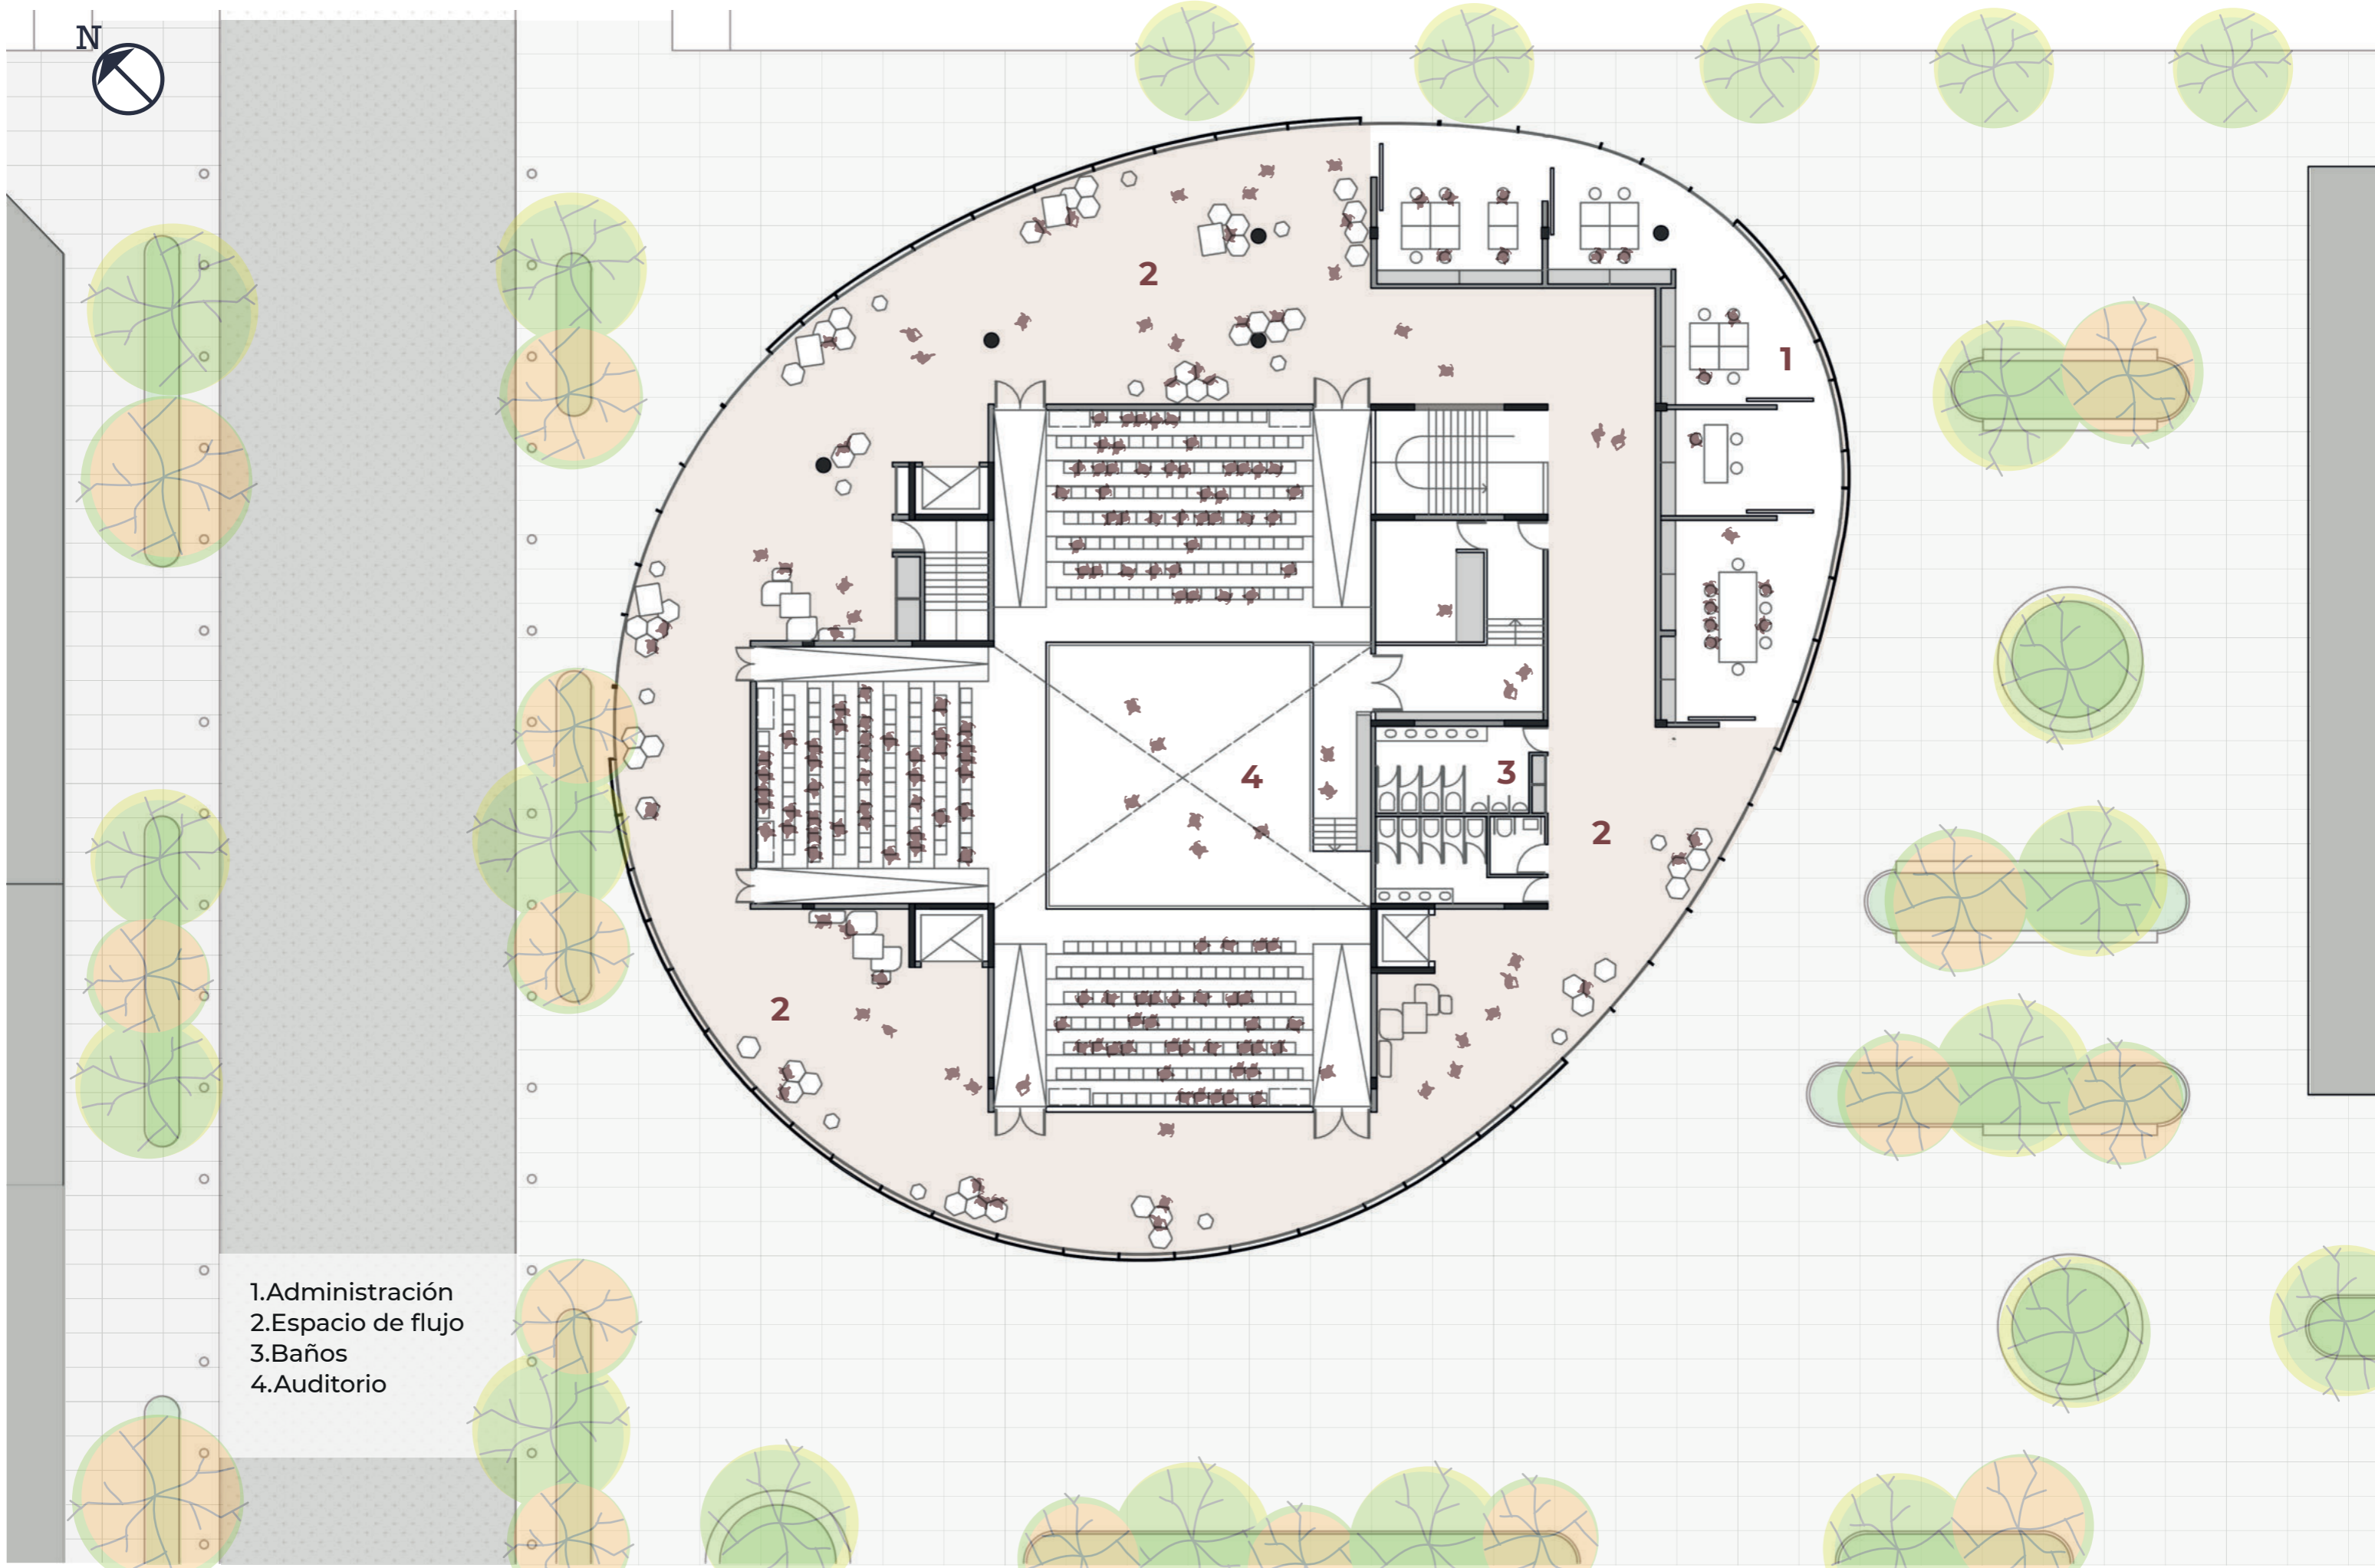 N
2
1
4
3
2
2
1.Administración
2.Espacio de flujo
3.Baños
4.Auditorio